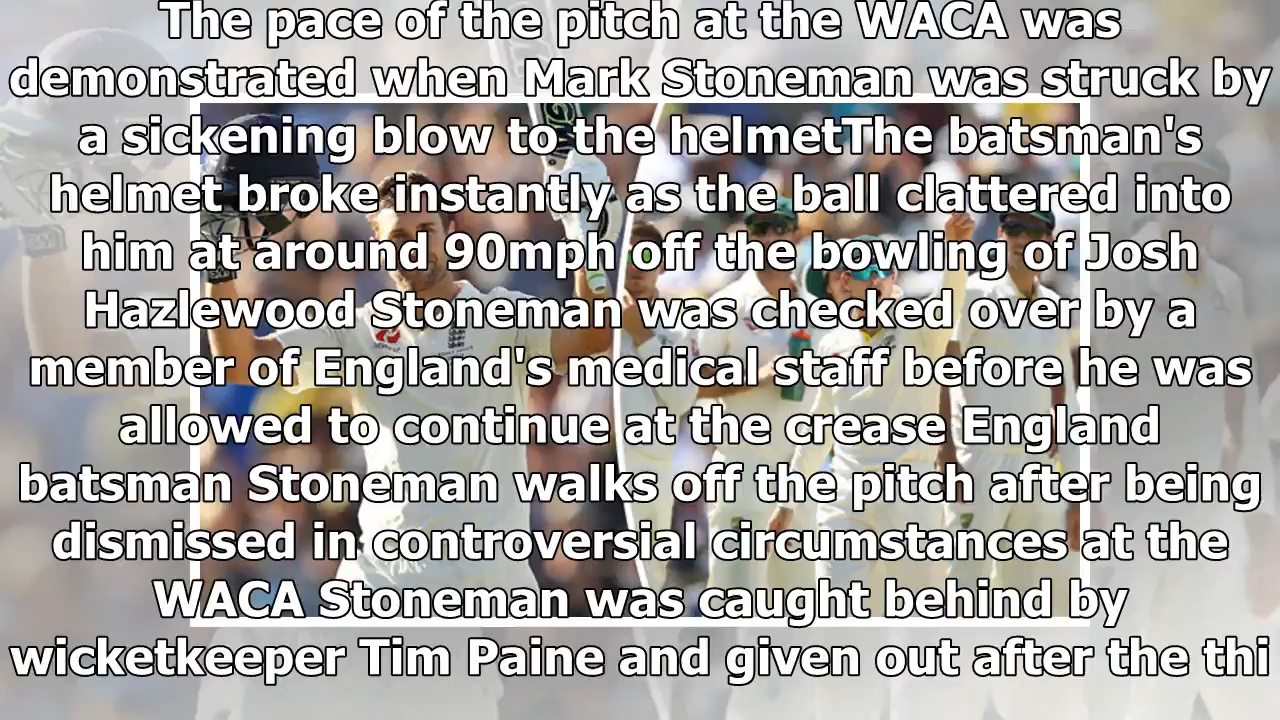 The pace of the pitch at the WACA was
demonstrated when Mark Stoneman was struck by
a sickening blow to the helmetThe batsman's
helmet broke instantly as the ball clattered into
him at around 90mph off the bowling of Josh
Hazlewood Stoneman was checked over by a
member of England's medical staff before he was
allowed to continue at the crease England
batsman Stoneman walks off the pitch after being
dismissed in controversial circumstances at the
WACA Stoneman was caught behind by
wicketkeeper Tim Paine and given out after the thi